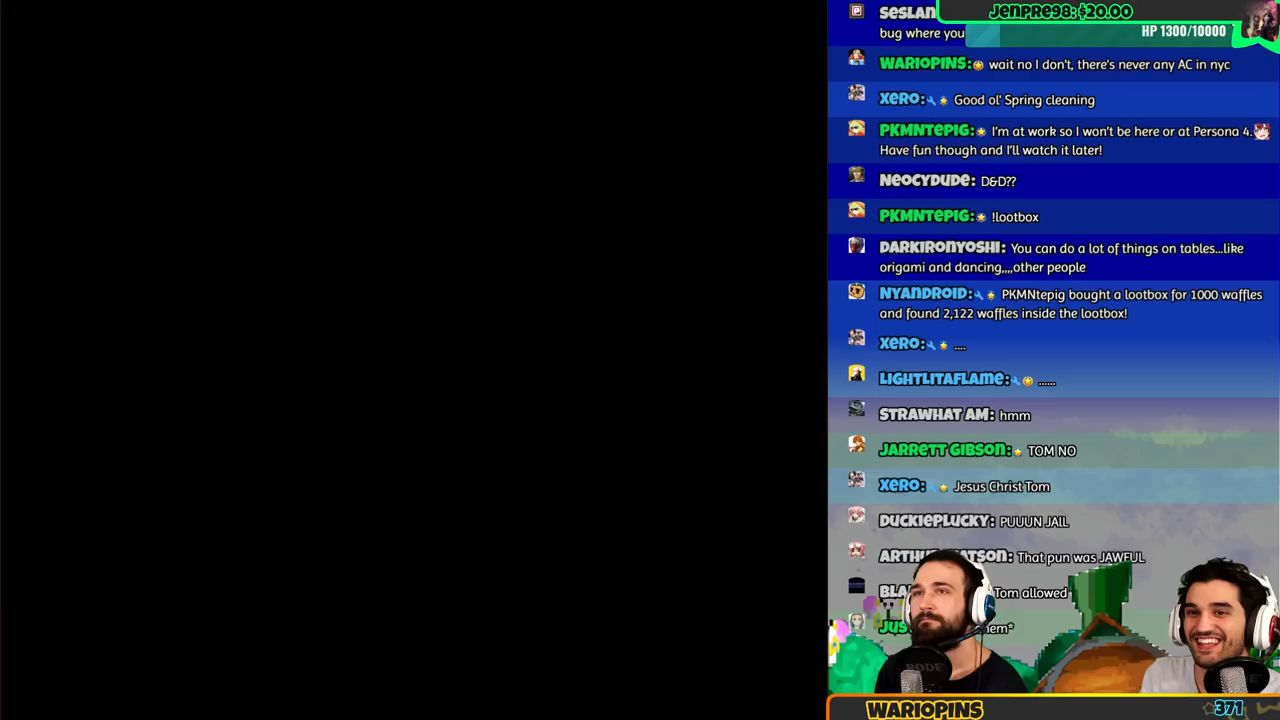 JENPRE98: $20.00
SESLAN
bug where you
HP 1300/10000
WARIOPINS: wait no I don't, there's never any AC in nyc
XERO: Good ol' Spring cleaning
PKMNTEPIG: I'm at work so I won't be here or at Persona 4.
Have fun though and I'll watch it later!
NEOCYDUDE: D&D??
PKMNTEPIG: !lootbox
DARKIRONYOSHI: You can do a lot of things on tables...like
origami and dancing,,,,other people
NYANDROID: PKMNtepig bought a lootbox for 1000 waffles
and found 2,122 waffles inside the lootbox!
XERO: ....
LIGHTLITAFLAME: ......
STRAWHAT AM: hmm
JARRETT GIBSON: TOM NO
XERO: Jesus Christ Tom
DUCKIEPLUCKY: PUUUN JAIL
That pun was JAWFUL
Tom allowed
RODE
WARIOPINS
371